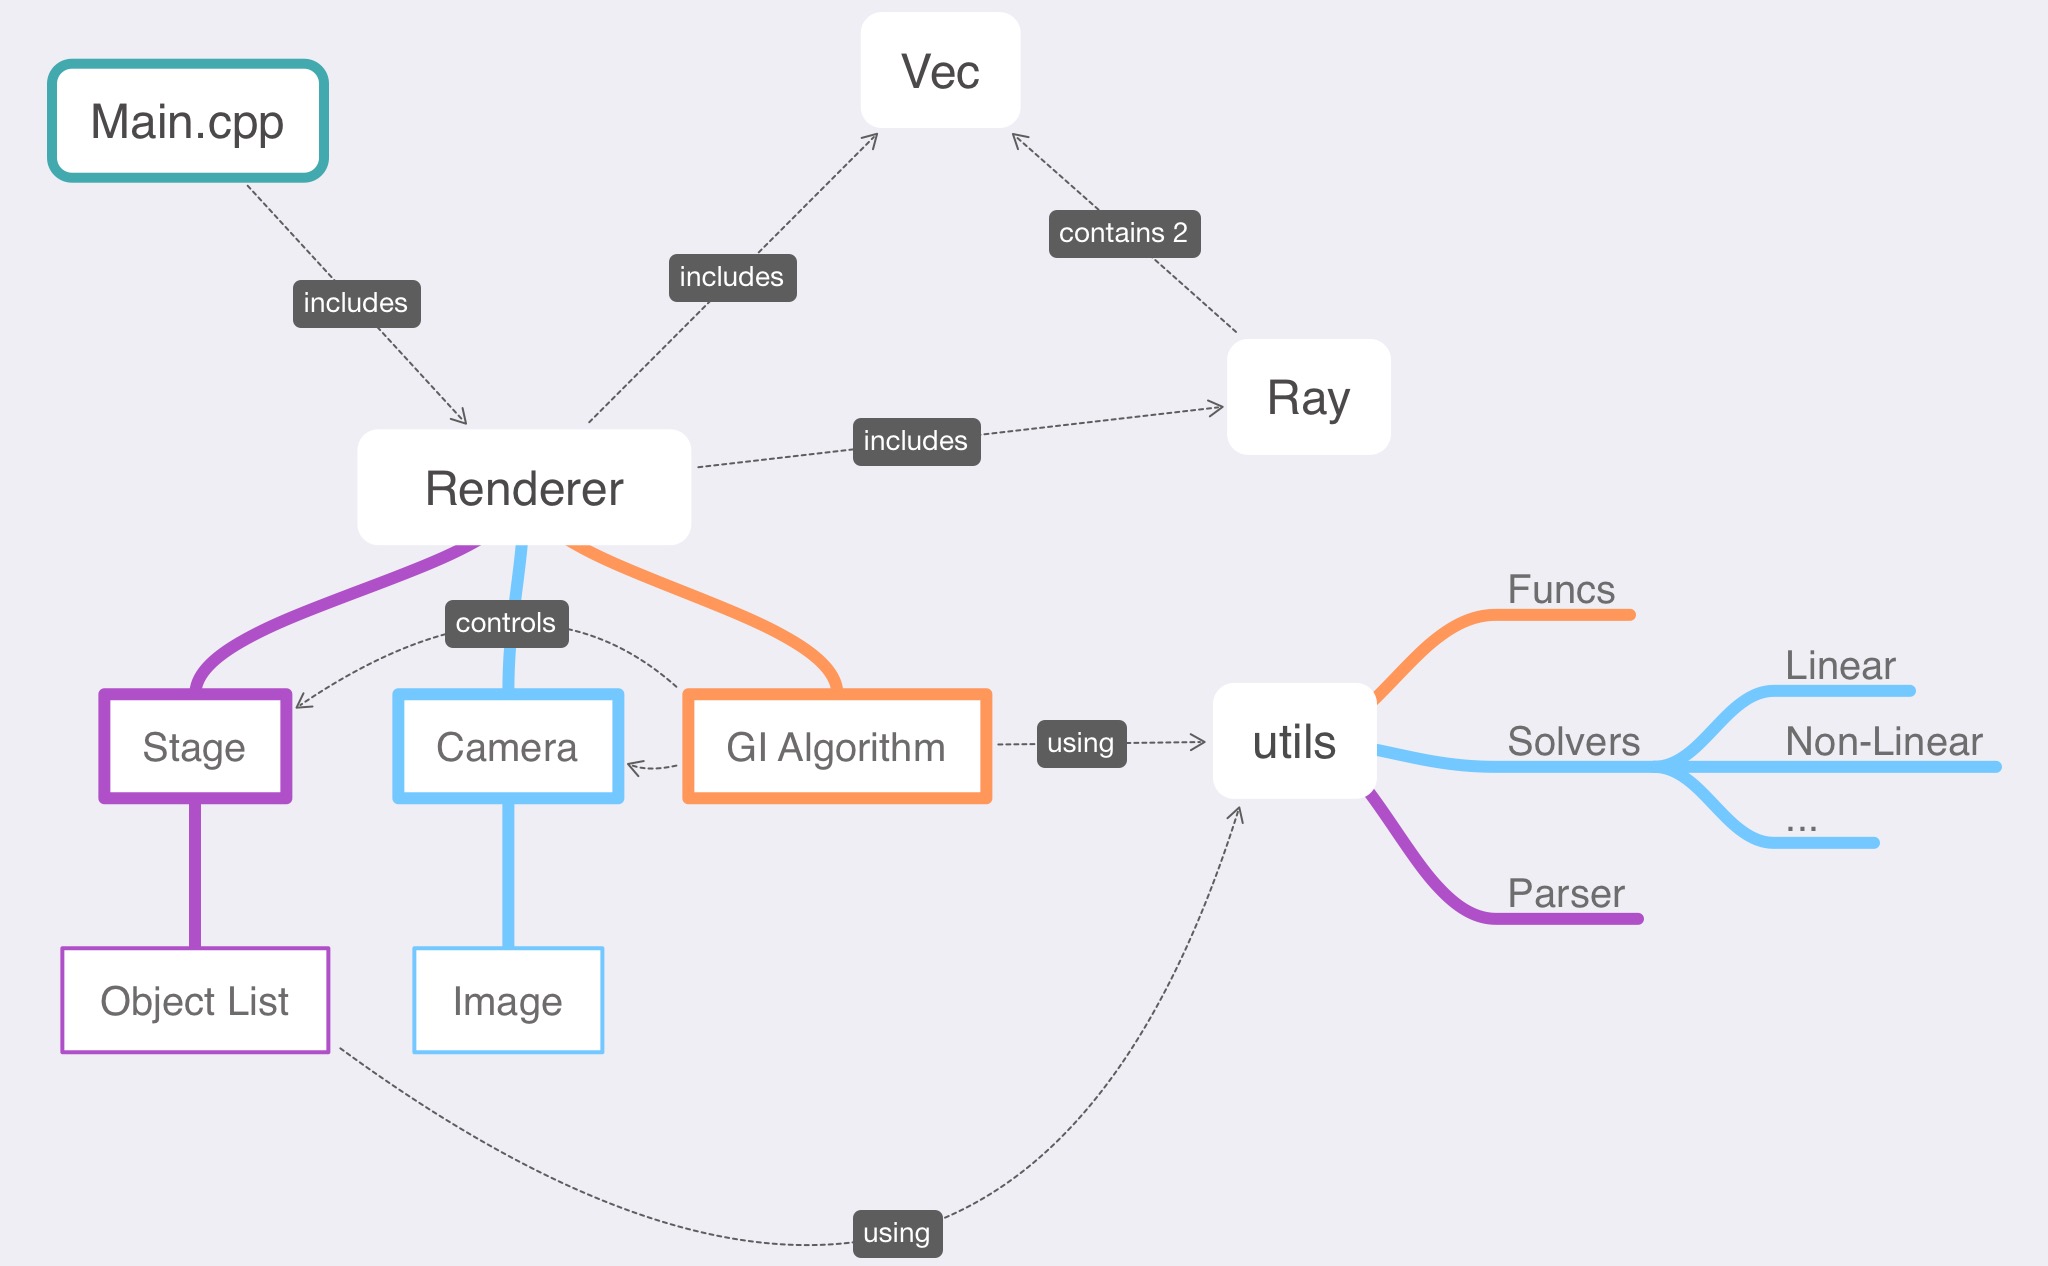 Vec
Main.cpp
contains 2
includes
includes
Ray
includes
Renderer
Funcs
controls
Linear
Stage
Camera
GI Algorithm
using
utils
Solvers
Non-Linear
...
Parser
Object List
Image
using